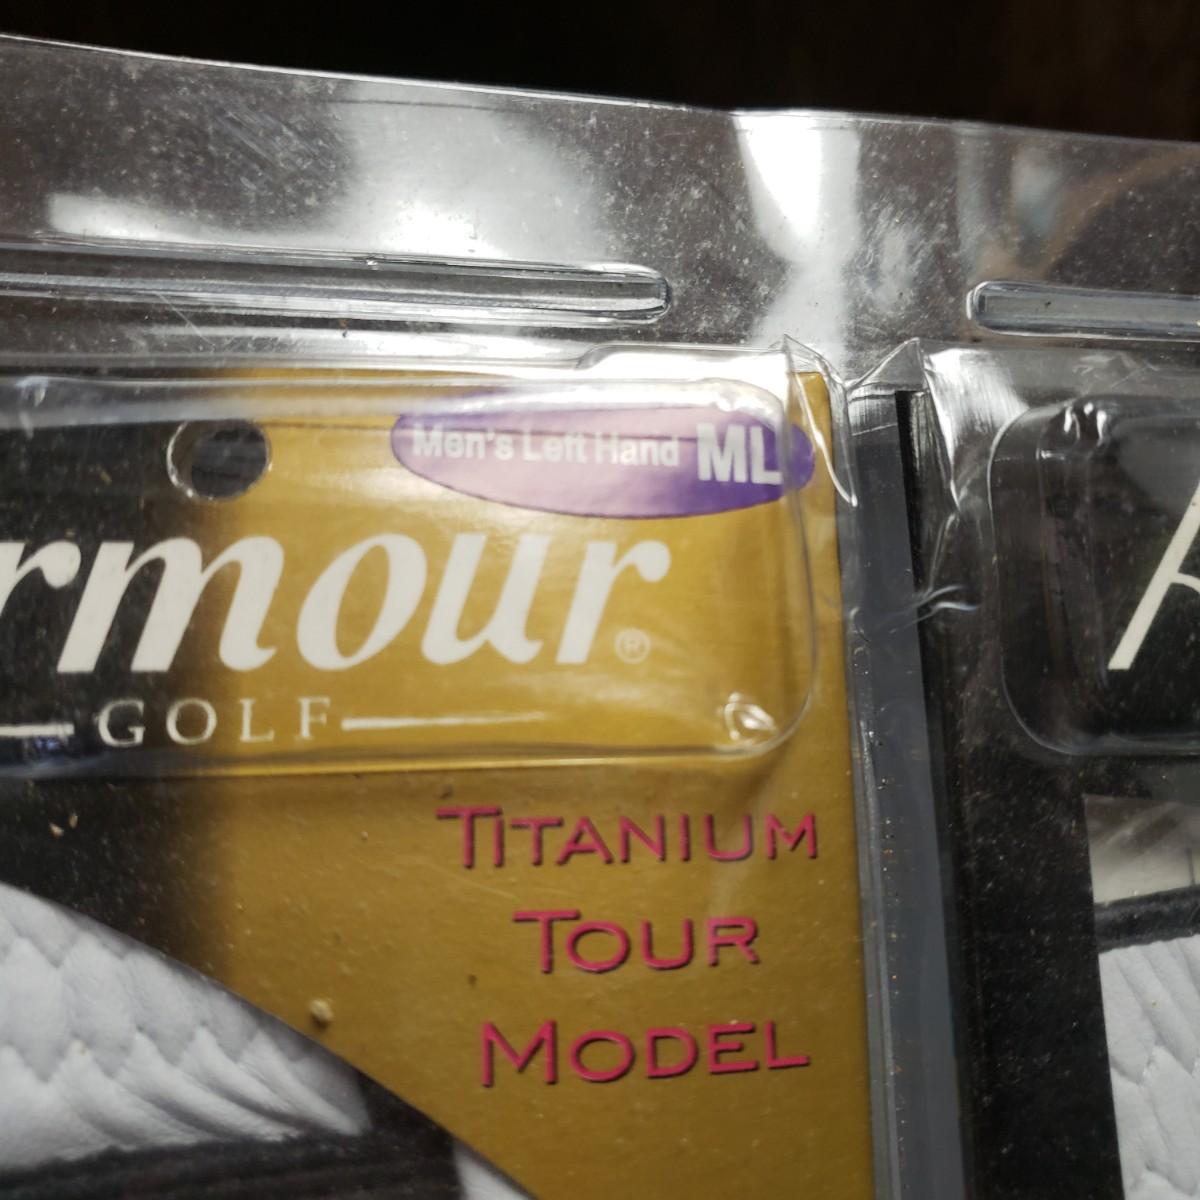 Men's Left Hand ML
rmour®
GOLF
TITANIUM
TOUR
MODEL